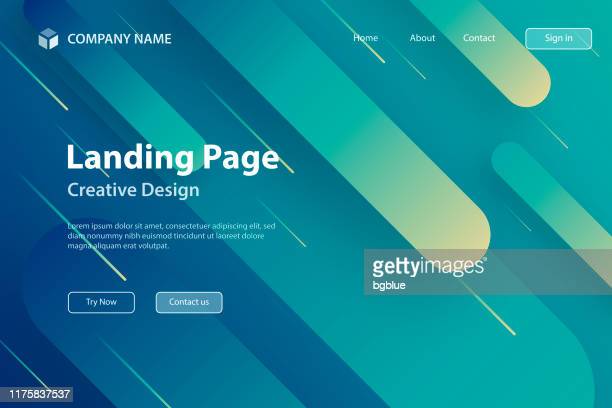 COMPANY NAME
Home About Contact Sign in
Landing Page
Creative Design
Lorem ipsum dolor sit amet, consectetuer adipiscing
elit, sed diam nonummy nibh euismod tincidunt ut
laoreet dolore magna aliquam erat volutpat.
Try Now Contact us
gettyimages®
bgblue
1175837537